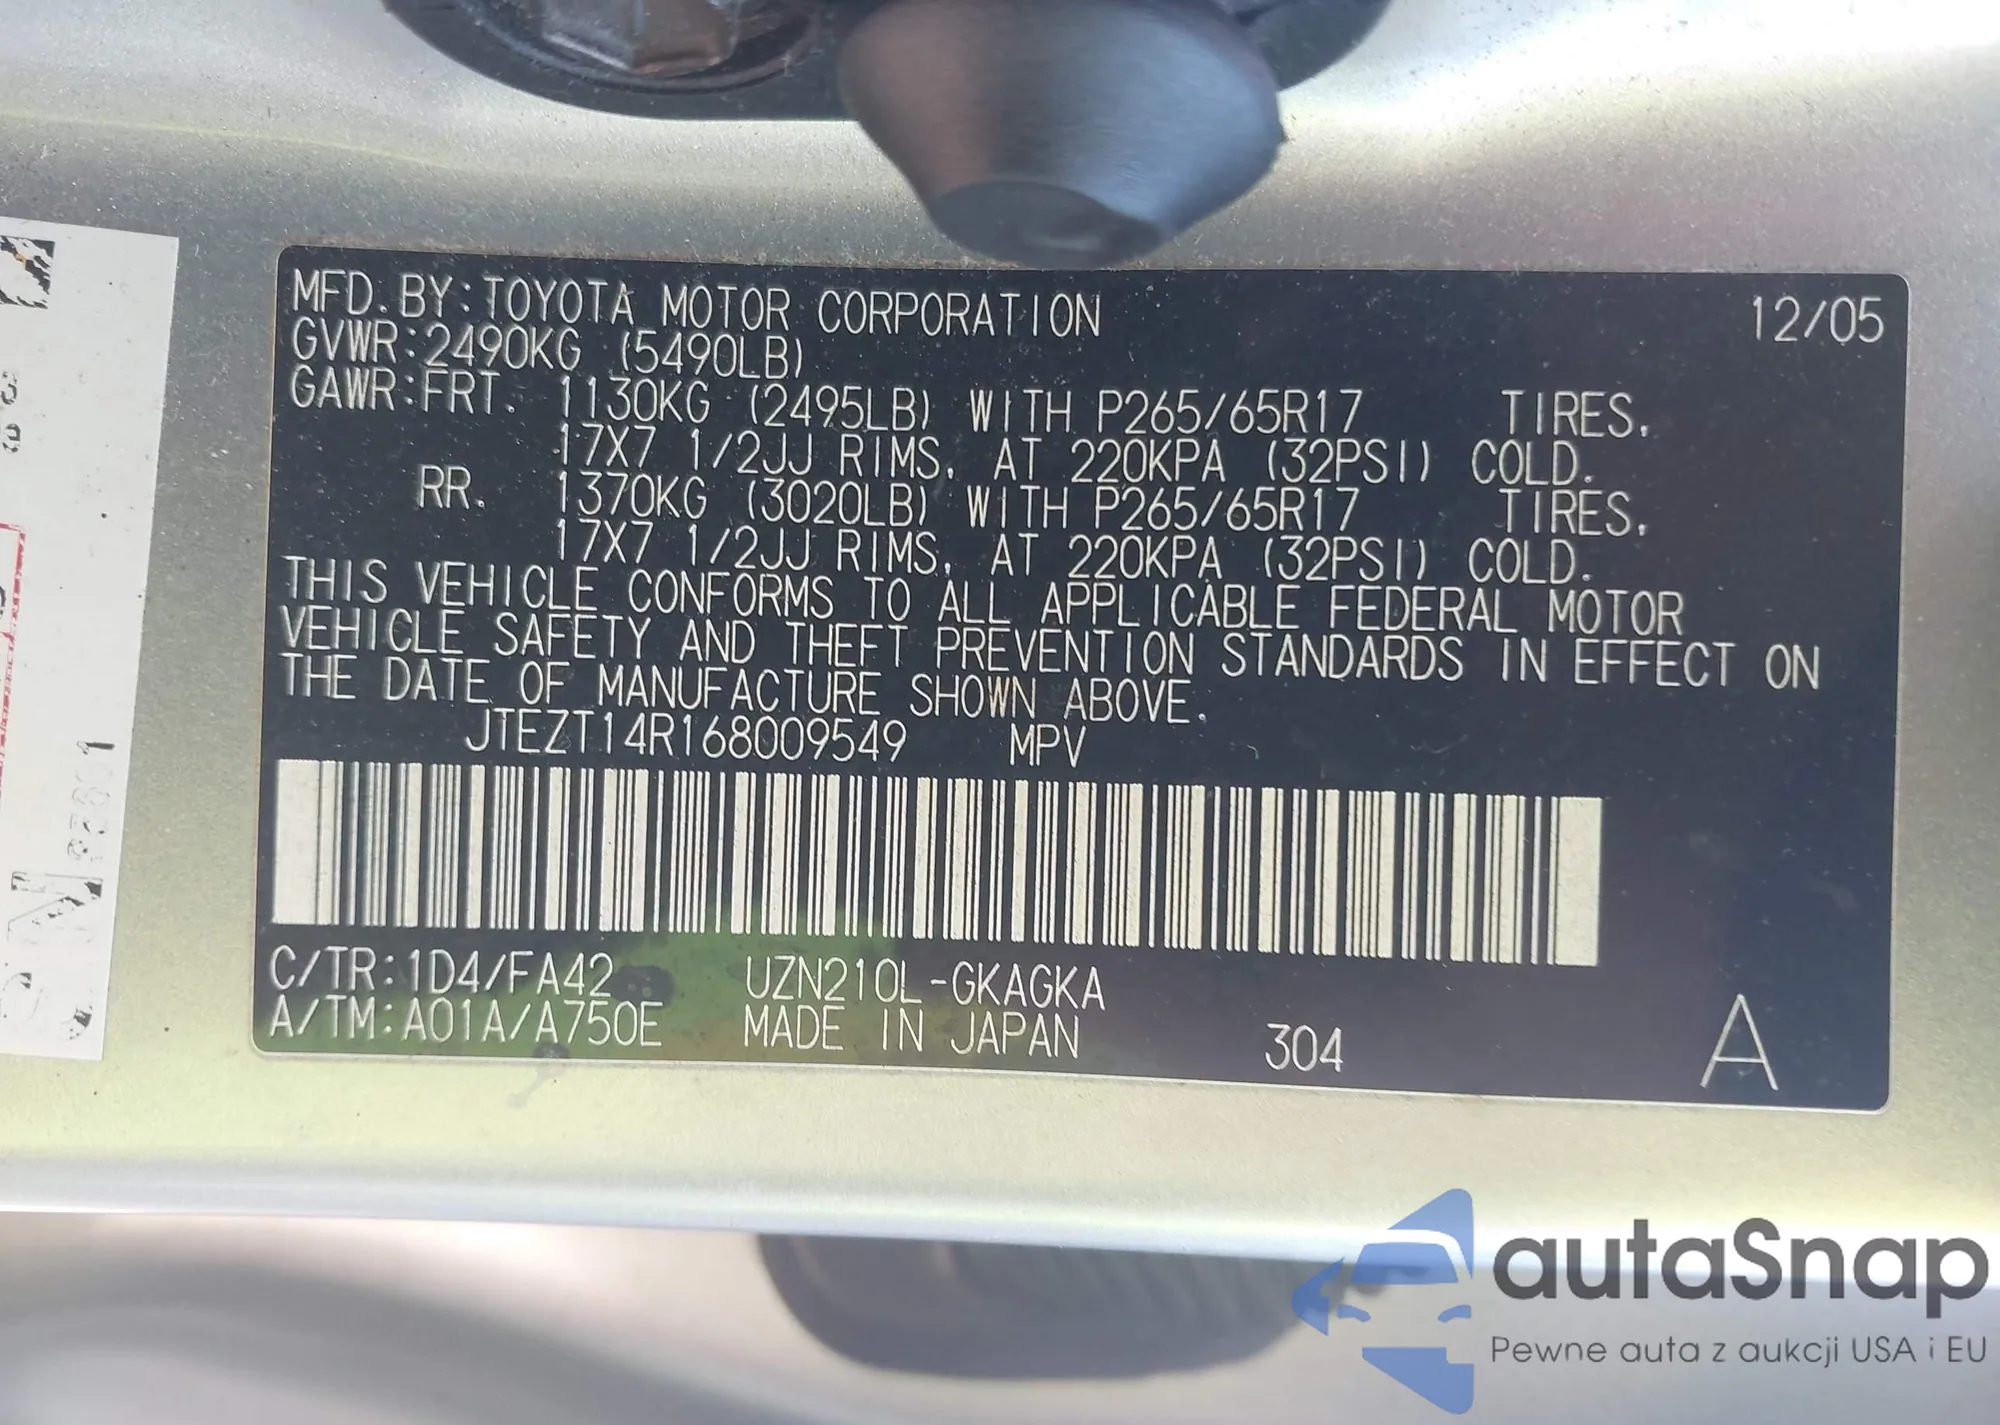 MFD. BY: TOYOTA MOTOR CORPORATION 12/05
GVWR: 2490KG (5490LB)
GAWR: FRT. 1130KG (2495LB) WITH P265/65R17 TIRES,
17X7 1/2JJ RIMS, AT 220KPA (32PSI) COLD.
RR. 1370KG (3020LB) WITH P265/65R17 TIRES,
17X7 1/2JJ RIMS, AT 220KPA (32PSI) COLD.
THIS VEHICLE CONFORMS TO ALL APPLICABLE FEDERAL MOTOR
VEHICLE SAFETY AND THEFT PREVENTION STANDARDS IN EFFECT ON
THE DATE OF MANUFACTURE SHOWN ABOVE.
JTEZT14R168009549 MPV
C/TR: 1D4/FA42 UZN210L-GKAGKA
A/TM: A01A/A750E MADE IN JAPAN 304 A
autaSnap
Pewne auta z aukcji USA i EU